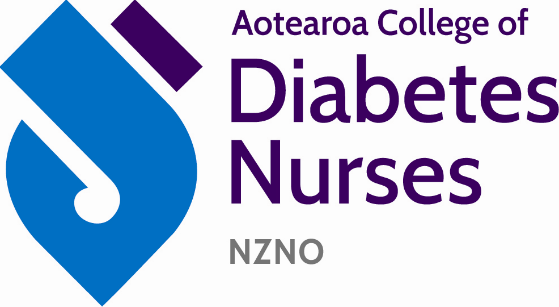 Aotearoa College of
Diabetes
Nurses
NZNO